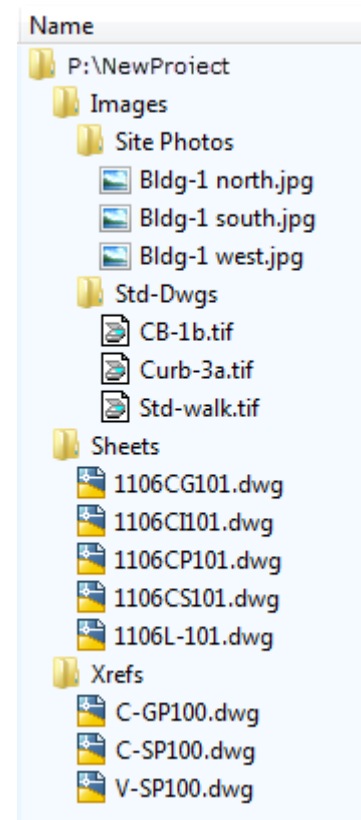 Name
P:\NewProiect
Images
Site Photos
Bldg-1 north.jpg
Bldg-1 south.jpg
Bldg-1 west.jpg
Std-Dwgs
CB-1b.tif
Curb-3a.tif
Std-walk.tif
Sheets
1106CG101.dwg
1106CI101.dwg
1106CP101.dwg
1106CS101.dwg
1106L-101.dwg
Xrefs
C-GP100.dwg
C-SP100.dwg
V-SP100.dwg